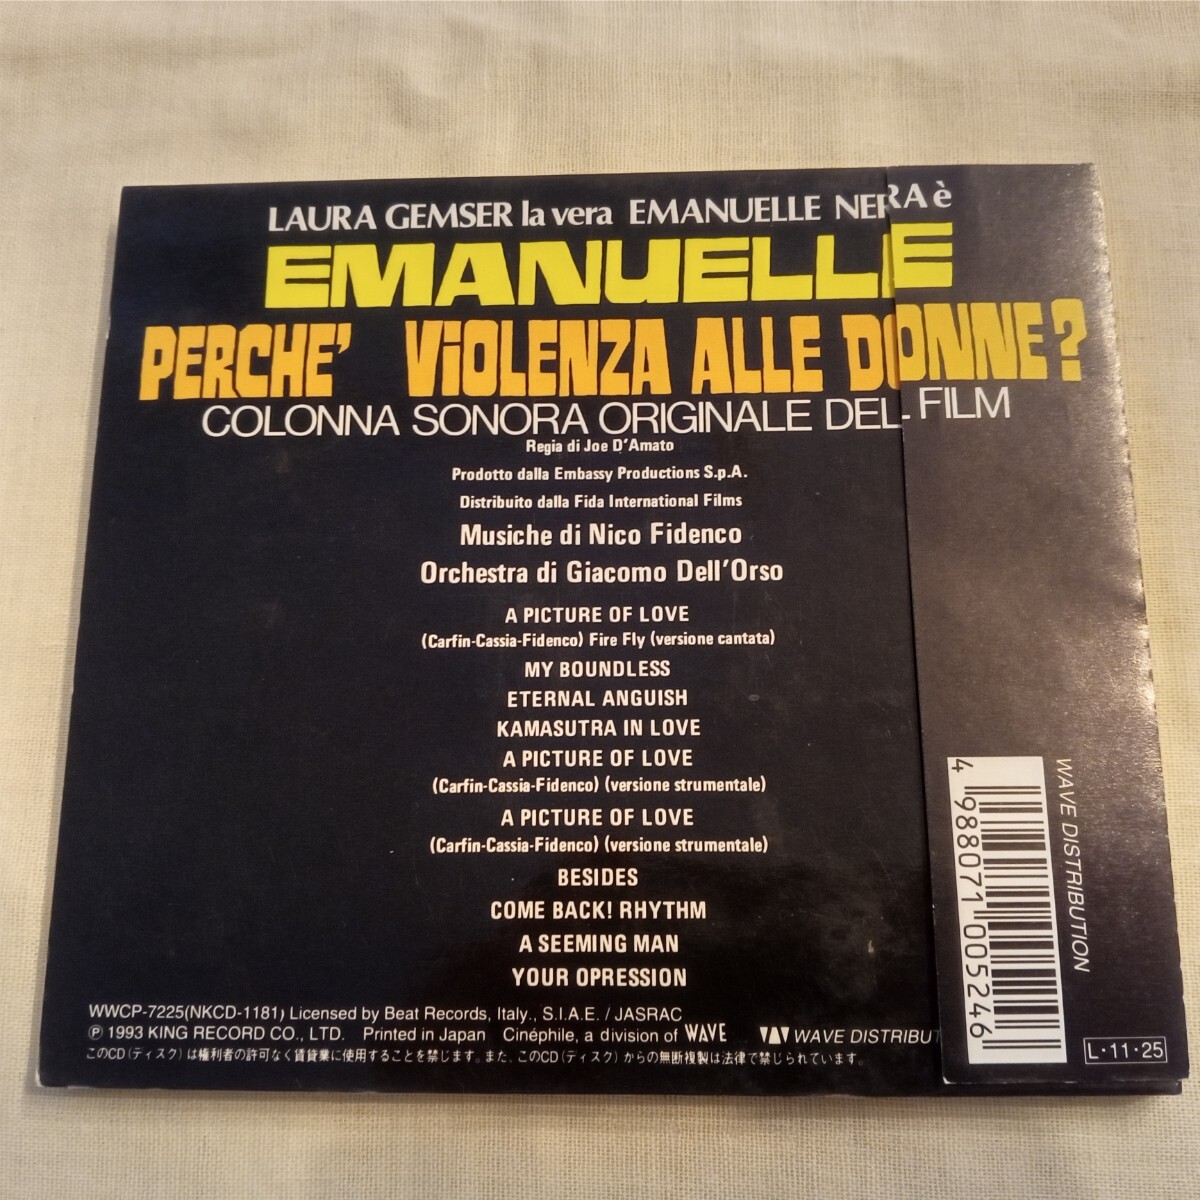 LAURA GEMSER la vera EMANUELLE NERA è
EMANUELLE
PERCHE' ViOLENZA ALLE DONNE?
COLONNA SONORA ORIGINALE DEL FILM
Regia di Joe D'Amato
Prodotto dalla Embassy Productions S.p.A.
Distribuito dalla Fida International Films
Musiche di Nico Fidenco
Orchestra di Giacomo Dell'Orso
A PICTURE OF LOVE
(Carfin-Cassia-Fidenco) Fire Fly (versione cantata)
MY BOUNDLESS
ETERNAL ANGUISH
KAMASUTRA IN LOVE
A PICTURE OF LOVE
(Carfin-Cassia-Fidenco) (versione strumentale)
A PICTURE OF LOVE
(Carfin-Cassia-Fidenco) (versione strumentale)
BESIDES
COME BACK! RHYTHM
A SEEMING MAN
YOUR OPRESSION
WWCP-7225(NKCD-1181) Licensed by Beat Records, Italy., S.I.A.E. / JASRAC
Ⓟ 1993 KING RECORD CO., LTD. Printed in Japan Cinéphile, a division of WAVE WAVE DISTRIBUT
このCD(ディスク)は権利者の許可なく賃貸業に使用することを禁じます。また、このCD(ディスク)からの無断複製は法律で禁じられています。
4 988071 005246
WAVE DISTRIBUTION
L·11·25